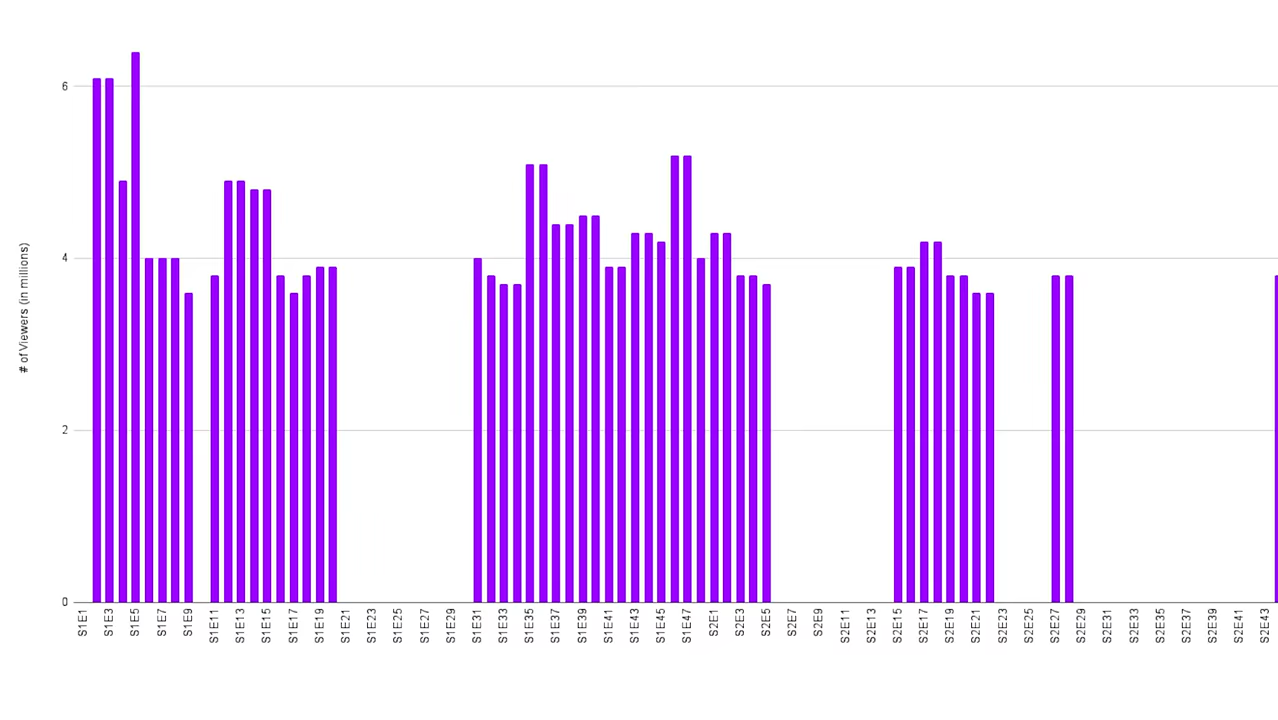 # of Viewers (in millions)
6
4
2
0
S1E1
S1E3
S1E5
S1E7
S1E9
S1E11
S1E13
S1E15
S1E17
S1E19
S1E21
S1E23
S1E25
S1E27
S1E29
S1E31
S1E33
S1E35
S1E37
S1E39
S1E41
S1E43
S1E45
S1E47
S2E1
S2E3
S2E5
S2E7
S2E9
S2E11
S2E13
S2E15
S2E17
S2E19
S2E21
S2E23
S2E25
S2E27
S2E29
S2E31
S2E33
S2E35
S2E37
S2E39
S2E41
S2E43